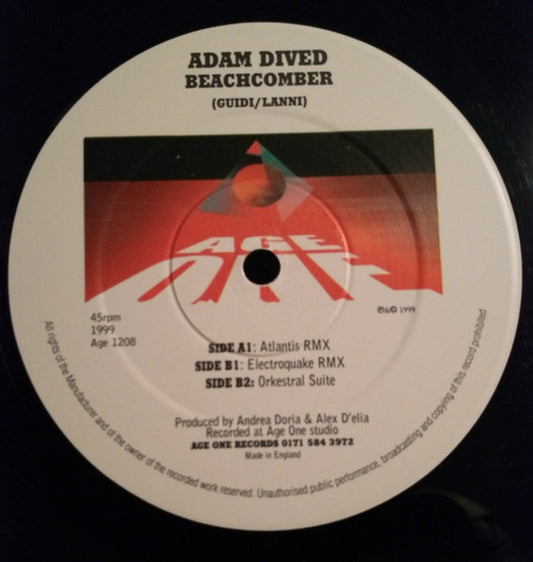 ADAM DIVED
BEACHCOMBER
(GUIDI/LANNI)
AGE
ONE
45rpm
1999
Age 1208
℗&© 1999
SIDE A1: Atlantis RMX
SIDE B1: Electroquake RMX
SIDE B2: Orkestral Suite
Produced by Andrea Doria & Alex D'elia
Recorded at Age One studio
AGE ONE RECORDS 0171 584 3972
Made in England
All rights of the Manufacturer and of the owner of the recorded work reserved. Unauthorised public performance, broadcasting and copying of this record prohibited